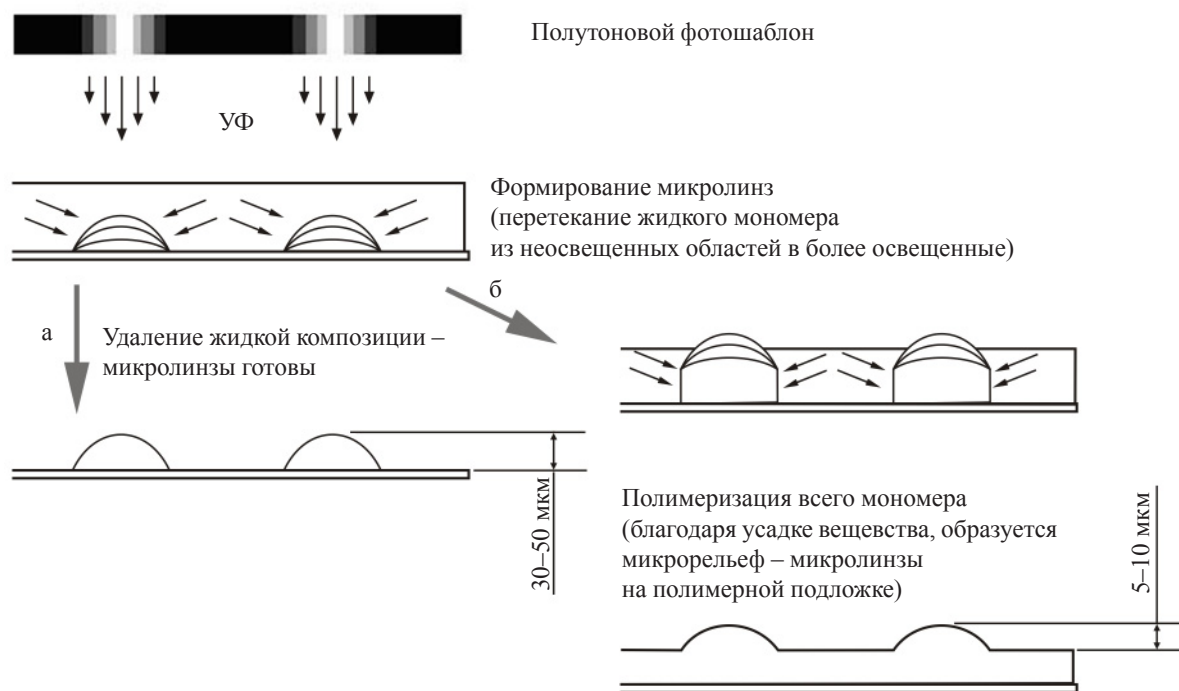 Полутоновой фотошаблон
УФ
Формирование микролинз
(перетекание жидкого мономера
из неосвещенных областей в более освещенные)
а
б
Удаление жидкой композиции –
микролинзы готовы
30–50 мкм
Полимеризация всего мономера
(благодаря усадке вещевства, образуется
микрорельеф – микролинзы
на полимерной подложке)
5–10 мкм